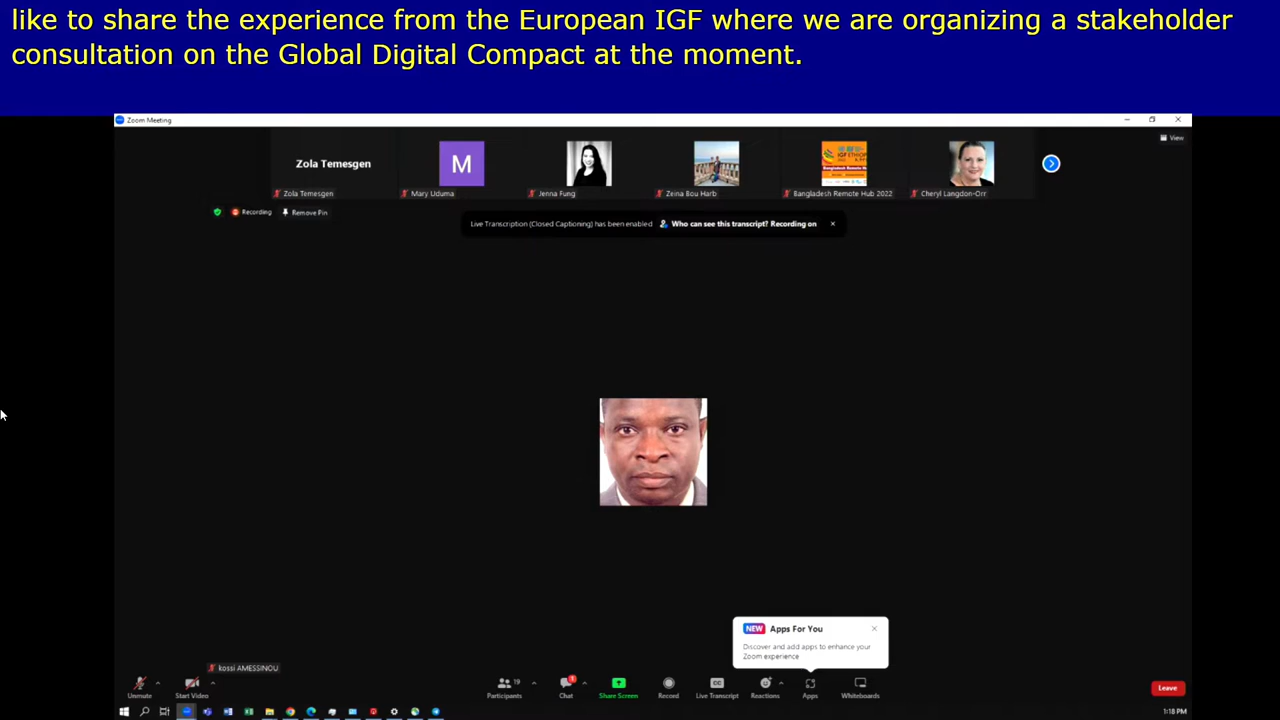 like to share the experience from the European IGF where we are organizing a stakeholder
consultation on the Global Digital Compact at the moment.
Zoom Meeting
View
Zola Temesgen
M
Zola Temesgen
Mary Uduma
Jenna Fung
Zeina Bou Harb
Bangladesh Remote Hub 2022
Cheryl Langdon-Orr
Recording
Remove Pin
Live Transcription (Closed Captioning) has been enabled
Who can see this transcript? Recording on
NEW Apps For You
Discover and add apps to enhance your
Zoom experience
kossi AMESSINOU
Unmute
Start Video
Participants
19
Chat
Share Screen
Record
CC
Live Transcript
Reactions
Apps
Whiteboards
Leave
1:18 PM